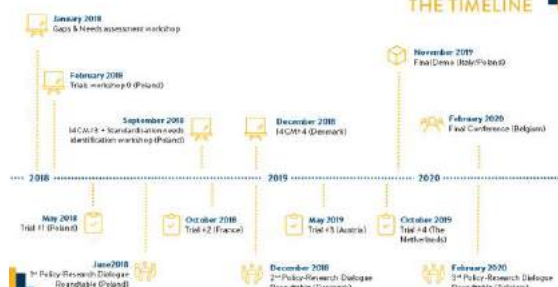 THE TIMELINE
January 2018
Gaps & Needs assessment workshop
February 2018
Trials workshop 0 (Poland)
September 2018
I4CM#3 + Standardisation needs
identification workshop (Poland)
December 2018
I4CM#4 (Denmark)
November 2019
Final Demo (Italy/Poland)
February 2020
Final Conference (Belgium)
2018
2019
2020
May 2018
Trial #1 (Poland)
October 2018
Trial #2 (France)
May 2019
Trial #3 (Austria)
October 2019
Trial #4 (The
Netherlands)
June 2018
1st Policy-Research Dialogue
Roundtable (Poland)
December 2018
2nd Policy-Research Dialogue
February 2020
3rd Policy-Research Dialogue